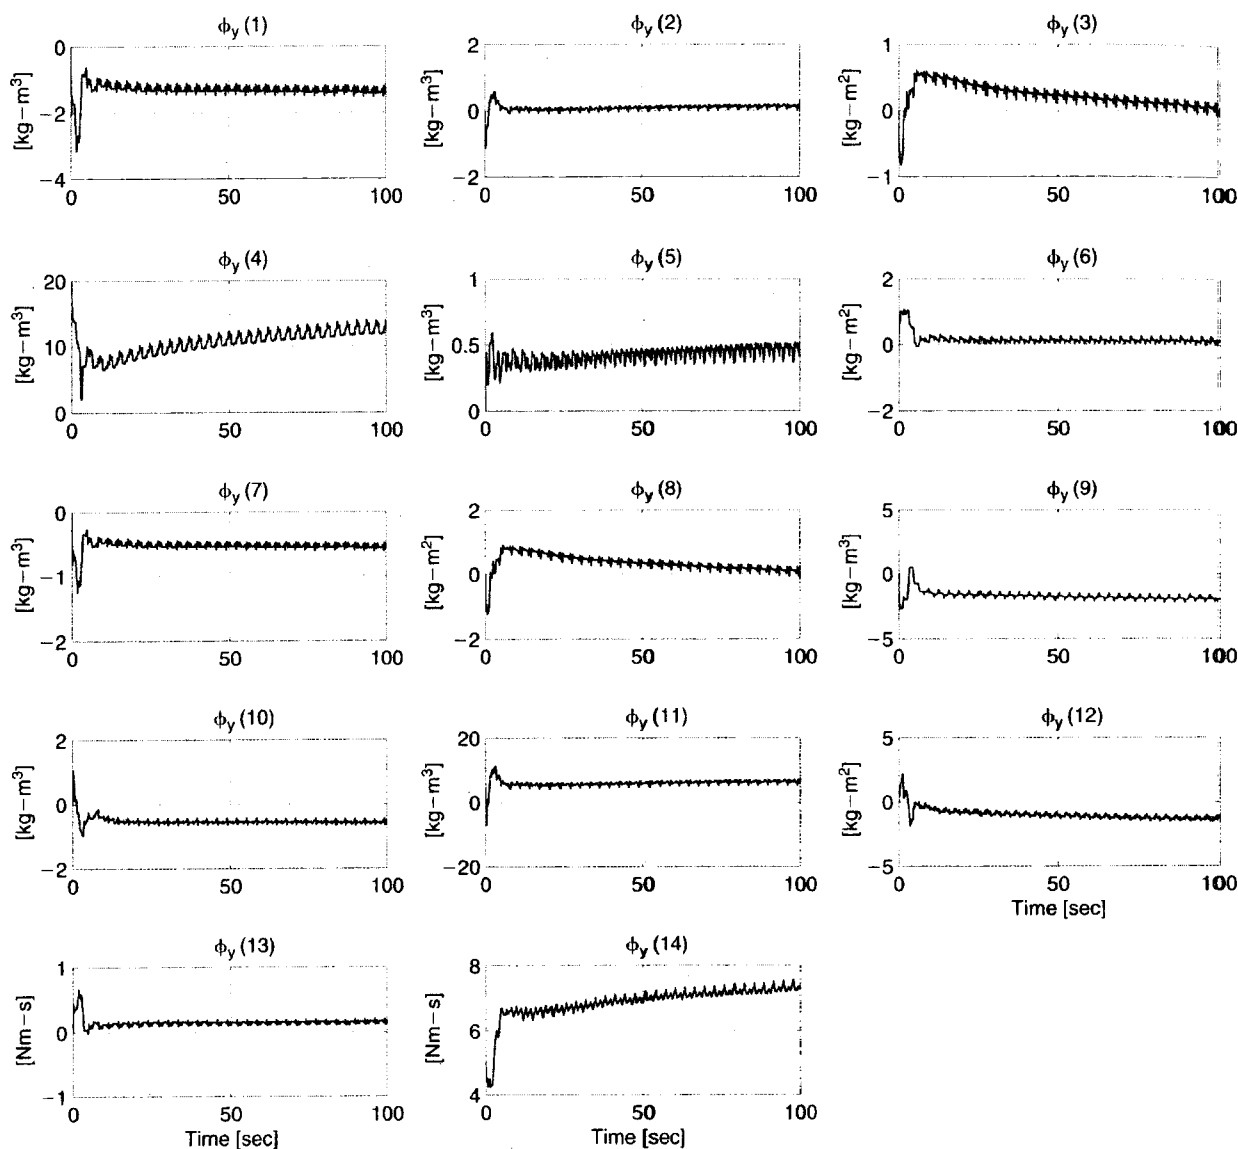 ϕy (1)
0
−2
−4
[kg−m³]
0 50 100
ϕy (2)
2
0
−2
[kg−m³]
0 50 100
ϕy (3)
1
0
−1
[kg−m²]
0 50 100
ϕy (4)
20
10
0
[kg−m³]
0 50 100
ϕy (5)
1
0.5
0
[kg−m³]
0 50 100
ϕy (6)
2
0
−2
[kg−m²]
0 50 100
ϕy (7)
0
−1
−2
[kg−m³]
0 50 100
ϕy (8)
2
0
−2
[kg−m²]
0 50 100
ϕy (9)
5
0
−5
[kg−m³]
0 50 100
ϕy (10)
2
0
−2
[kg−m³]
0 50 100
ϕy (11)
20
0
−20
[kg−m³]
0 50 100
ϕy (12)
5
0
−5
[kg−m²]
0 50 100
Time [sec]
ϕy (13)
1
0
−1
[Nm−s]
0 50 100
Time [sec]
ϕy (14)
8
6
4
[Nm−s]
0 50 100
Time [sec]